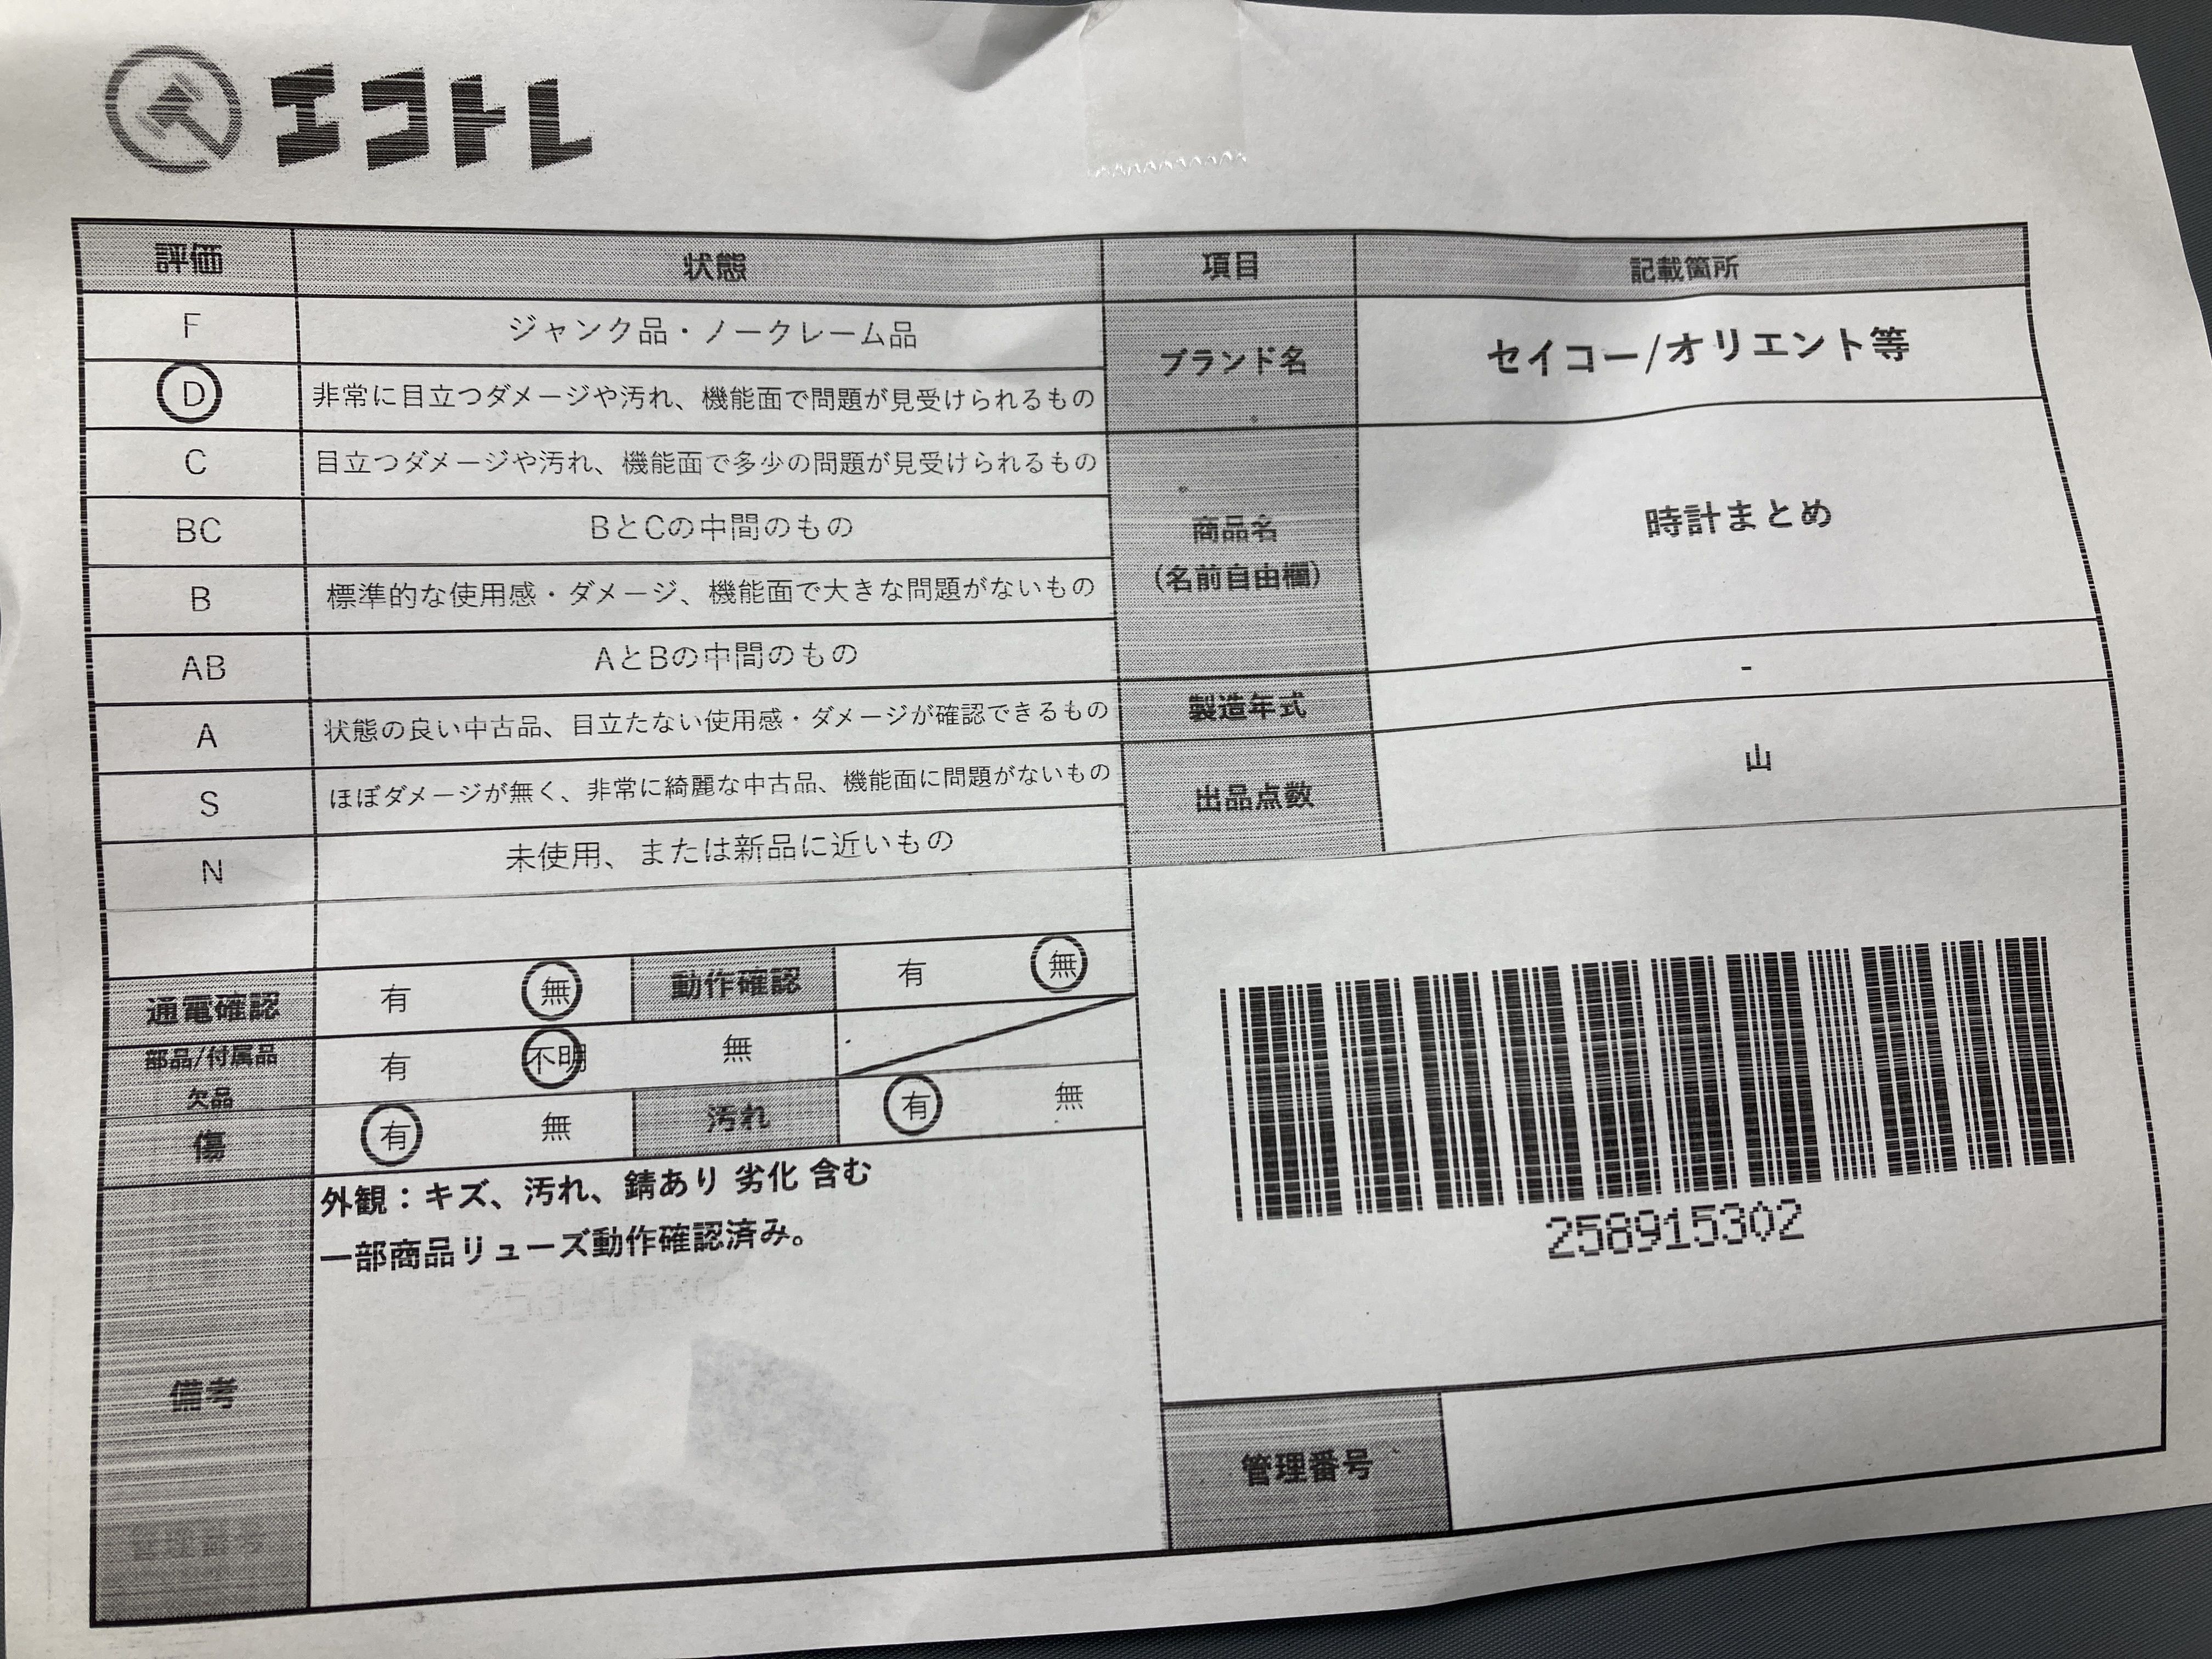 エコトレ
評価 状態 項目 記載箇所
F ジャンク品・ノークレーム品
D 非常に目立つダメージや汚れ、機能面で問題が見受けられるもの
ブランド名 セイコー/オリエント等
C 目立つダメージや汚れ、機能面で多少の問題が見受けられるもの
BC BとCの中間のもの
商品名
(名前自由欄)
時計まとめ
B 標準的な使用感・ダメージ、機能面で大きな問題がないもの
AB AとBの中間のもの
A 状態の良い中古品、目立たない使用感・ダメージが確認できるもの
製造年式 -
S ほぼダメージが無く、非常に綺麗な中古品、機能面に問題がないもの
出品点数 山
N 未使用、または新品に近いもの
通電確認 有 無 動作確認 有 無
部品/付属品
欠品
有 不明 無
傷 有 無 汚れ 有 無
備考
外観：キズ、汚れ、錆あり 劣化 含む
一部商品リューズ動作確認済み。
258915302
管理番号